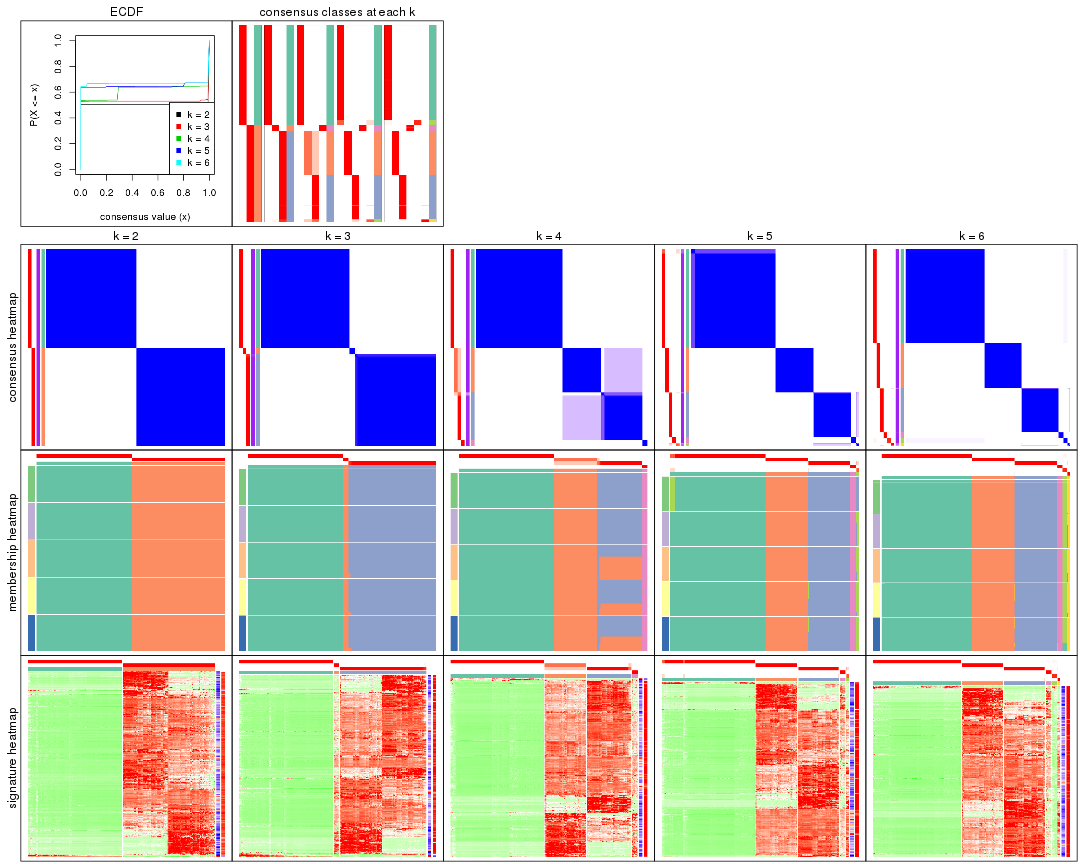 ECDF
consensus classes at each k
P(X <= x)
0.0 0.2 0.4 0.6 0.8 1.0
k = 2
k = 3
k = 4
k = 5
k = 6
0.0 0.2 0.4 0.6 0.8 1.0
consensus value (x)
k = 2
k = 3
k = 4
k = 5
k = 6
consensus heatmap
membership heatmap
signature heatmap